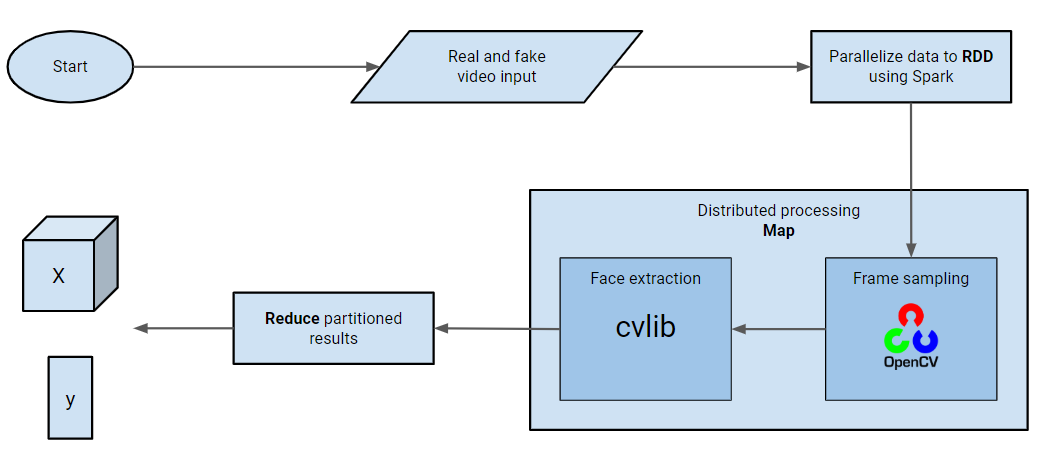 Start
Real and fake
video input
Parallelize data to RDD
using Spark
Distributed processing
Map
Frame sampling
OpenCV
Face extraction
cvlib
Reduce partitioned
results
X
y